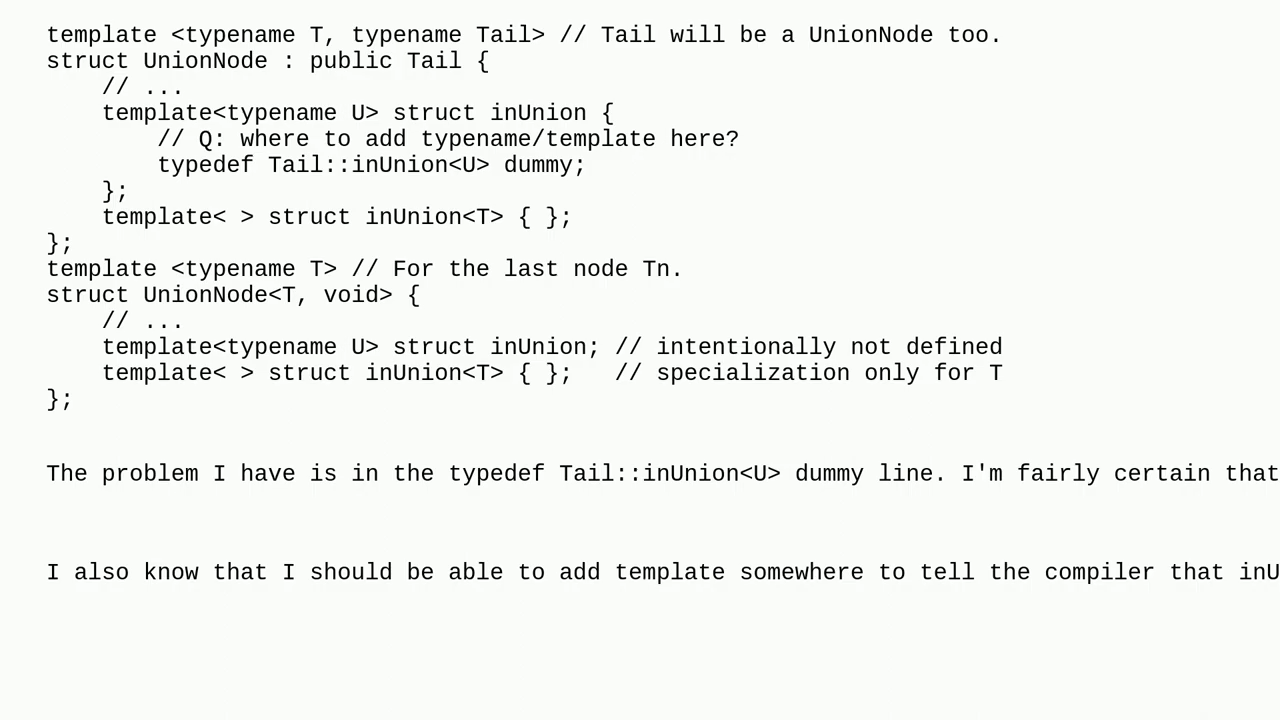 template <typename T, typename Tail> // Tail will be a UnionNode too.
struct UnionNode : public Tail {
    // ...
    template<typename U> struct inUnion {
        // Q: where to add typename/template here?
        typedef Tail::inUnion<U> dummy;
    };
    template< > struct inUnion<T> { };
};
template <typename T> // For the last node Tn.
struct UnionNode<T, void> {
    // ...
    template<typename U> struct inUnion; // intentionally not defined
    template< > struct inUnion<T> { };   // specialization only for T
};
The problem I have is in the typedef Tail::inUnion<U> dummy line. I'm fairly certain that
I also know that I should be able to add template somewhere to tell the compiler that inU